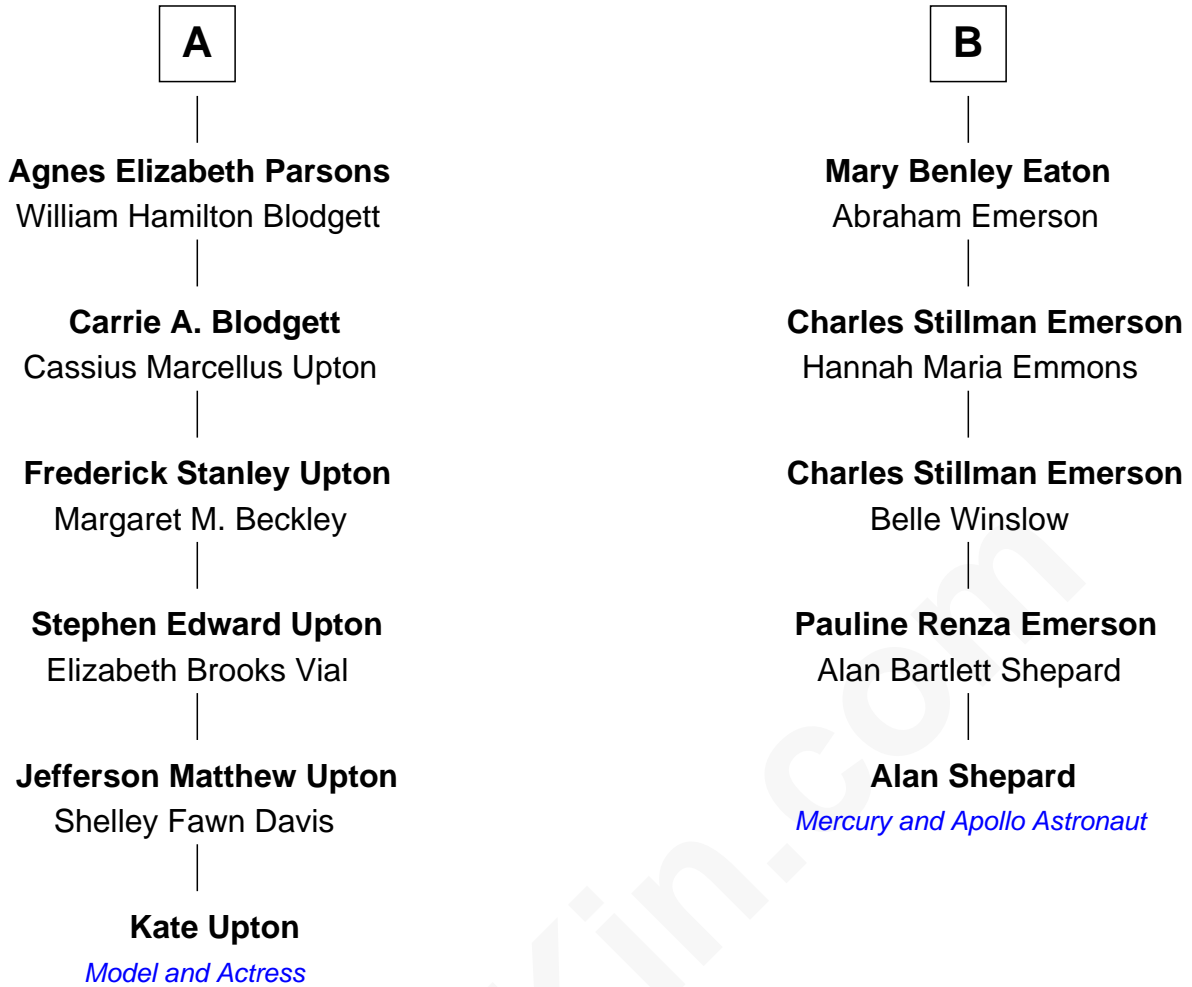 A
Agnes Elizabeth Parsons
William Hamilton Blodgett
Carrie A. Blodgett
Cassius Marcellus Upton
Frederick Stanley Upton
Margaret M. Beckley
Stephen Edward Upton
Elizabeth Brooks Vial
Jefferson Matthew Upton
Shelley Fawn Davis
Kate Upton
Model and Actress
B
Mary Benley Eaton
Abraham Emerson
Charles Stillman Emerson
Hannah Maria Emmons
Charles Stillman Emerson
Belle Winslow
Pauline Renza Emerson
Alan Bartlett Shepard
Alan Shepard
Mercury and Apollo Astronaut